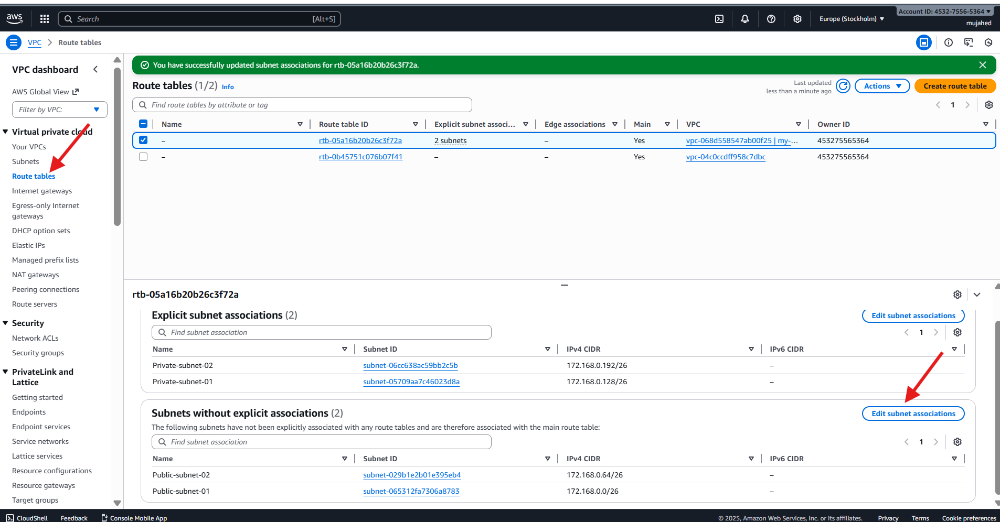 aws
Search [Alt+S]
Europe (Stockholm)
Account ID: 4532-7556-5364
mujahed
VPC > Route tables
VPC dashboard
AWS Global View
Filter by VPC:
Virtual private cloud
Your VPCs
Subnets
Route tables
Internet gateways
Egress-only Internet
gateways
DHCP option sets
Elastic IPs
Managed prefix lists
NAT gateways
Peering connections
Route servers
Security
Network ACLs
Security groups
PrivateLink and
Lattice
Getting started
Endpoints
Endpoint services
Service networks
Lattice services
Resource configurations
Resource gateways
Target groups
You have successfully updated subnet associations for rtb-05a16b20b26c3f72a.
Route tables (1/2) Info
Last updated
less than a minute ago
Actions
Create route table
Find route tables by attribute or tag
1
Name Route table ID Explicit subnet associ... Edge associations Main VPC Owner ID
– rtb-05a16b20b26c3f72a 2 subnets – Yes vpc-068d558547ab00f25 | my-... 453275565364
– rtb-0b45751c076b07f41 – – Yes vpc-04c0ccdff958c7dbc 453275565364
rtb-05a16b20b26c3f72a
Explicit subnet associations (2)
Edit subnet associations
Find subnet association
1
Name Subnet ID IPv4 CIDR IPv6 CIDR
Private-subnet-02 subnet-06cc638ac59bb2c5b 172.168.0.192/26 –
Private-subnet-01 subnet-05709aa7c46023d8a 172.168.0.128/26 –
Subnets without explicit associations (2)
Edit subnet associations
The following subnets have not been explicitly associated with any route tables and are therefore associated with the main route table:
Find subnet association
1
Name Subnet ID IPv4 CIDR IPv6 CIDR
Public-subnet-02 subnet-029b1e2b01e395eb4 172.168.0.64/26 –
Public-subnet-01 subnet-065312fa7306a8783 172.168.0.0/26 –
CloudShell Feedback Console Mobile App
© 2025, Amazon Web Services, Inc. or its affiliates. Privacy Terms Cookie preferences